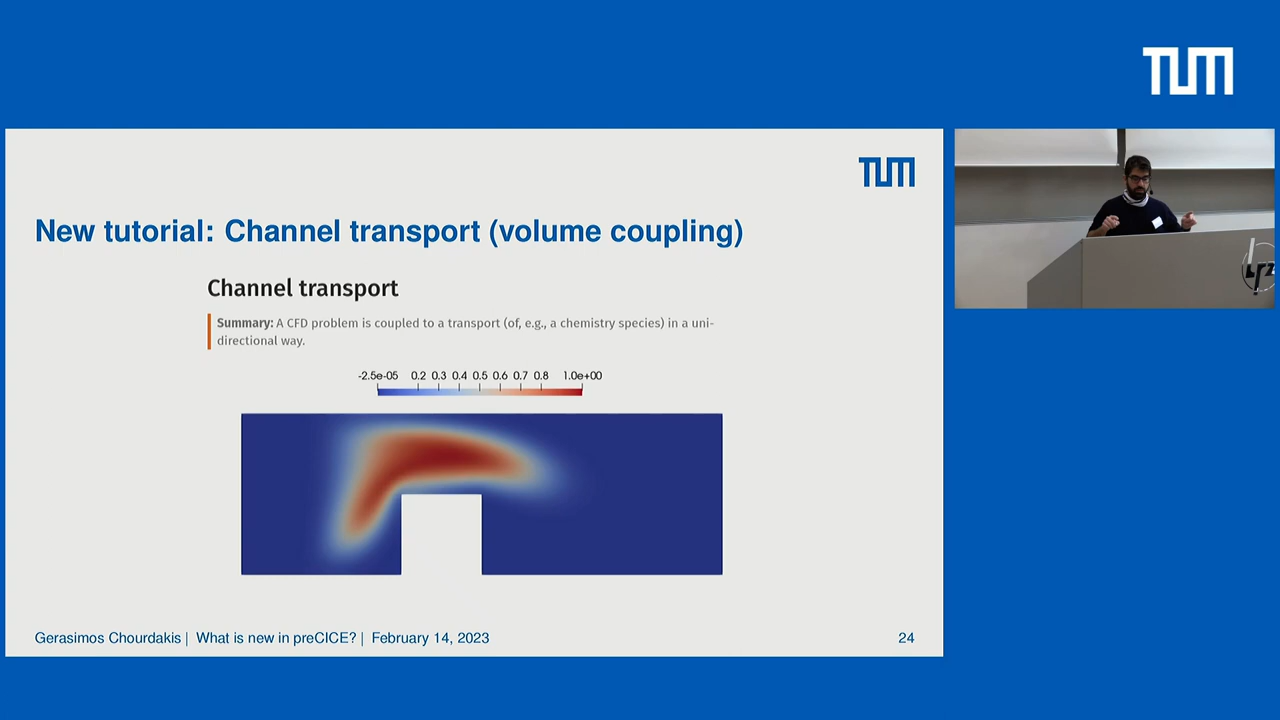 TUM
TUM
New tutorial: Channel transport (volume coupling)
Channel transport
Summary: A CFD problem is coupled to a transport (of, e.g., a chemistry species) in a uni-
directional way.
-2.5e-05 0.2 0.3 0.4 0.5 0.6 0.7 0.8 1.0e+00
lrz
Gerasimos Chourdakis | What is new in preCICE? | February 14, 2023
24